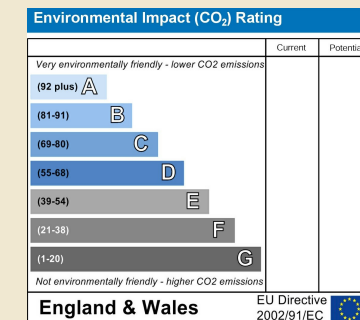 Environmental Impact (CO2) Rating
Current Potentia
Very environmentally friendly - lower CO2 emissions
(92 plus) A
(81-91) B
(69-80) C
(55-68) D
(39-54) E
(21-38) F
(1-20) G
Not environmentally friendly - higher CO2 emissions
England & Wales
EU Directive
2002/91/EC